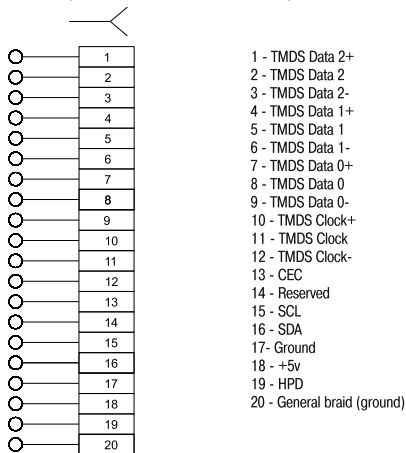 1
2
3
4
5
6
7
8
9
10
11
12
13
14
15
16
17
18
19
20
1 - TMDS Data 2+
2 - TMDS Data 2
3 - TMDS Data 2-
4 - TMDS Data 1+
5 - TMDS Data 1
6 - TMDS Data 1-
7 - TMDS Data 0+
8 - TMDS Data 0
9 - TMDS Data 0-
10 - TMDS Clock+
11 - TMDS Clock
12 - TMDS Clock-
13 - CEC
14 - Reserved
15 - SCL
16 - SDA
17- Ground
18 - +5v
19 - HPD
20 - General braid (ground)